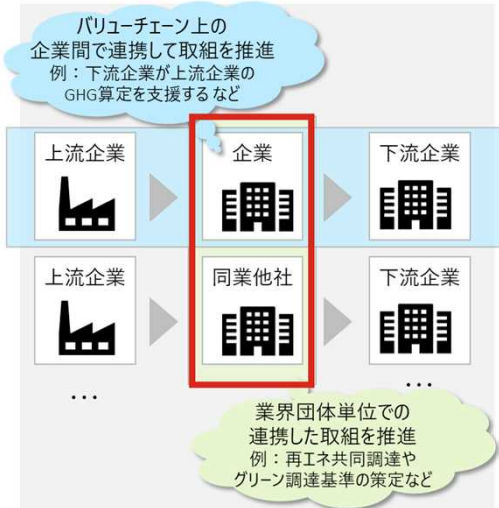 バリューチェーン上の
企業間で連携して取組を推進
例：下流企業が上流企業の
GHG算定を支援するなど
上流企業
企業
下流企業
上流企業
同業他社
下流企業
…
…
業界団体単位での
連携した取組を推進
例：再エネ共同調達や
グリーン調達基準の策定など